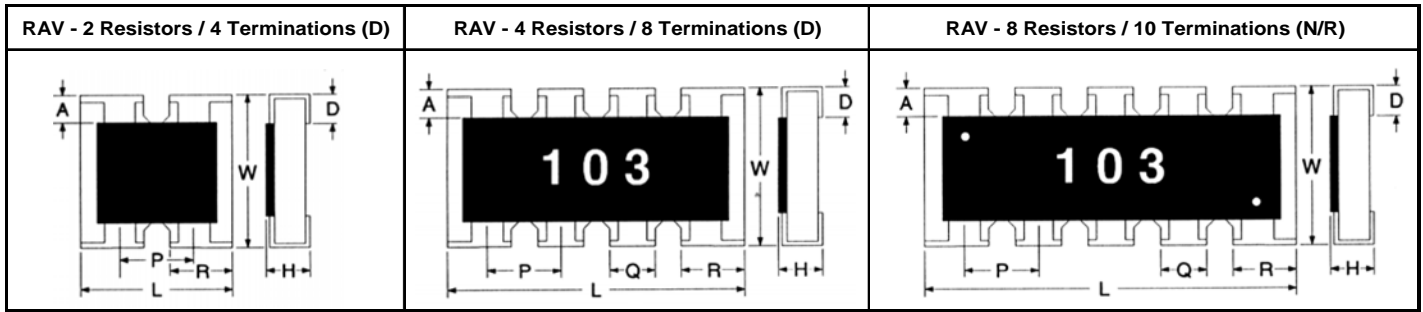 RAV - 2 Resistors / 4 Terminations (D)
RAV - 4 Resistors / 8 Terminations (D)
RAV - 8 Resistors / 10 Terminations (N/R)
A
D
W
P
R
H
L
A
D
103
W
P
Q
R
H
L
A
D
103
W
P
Q
R
H
L